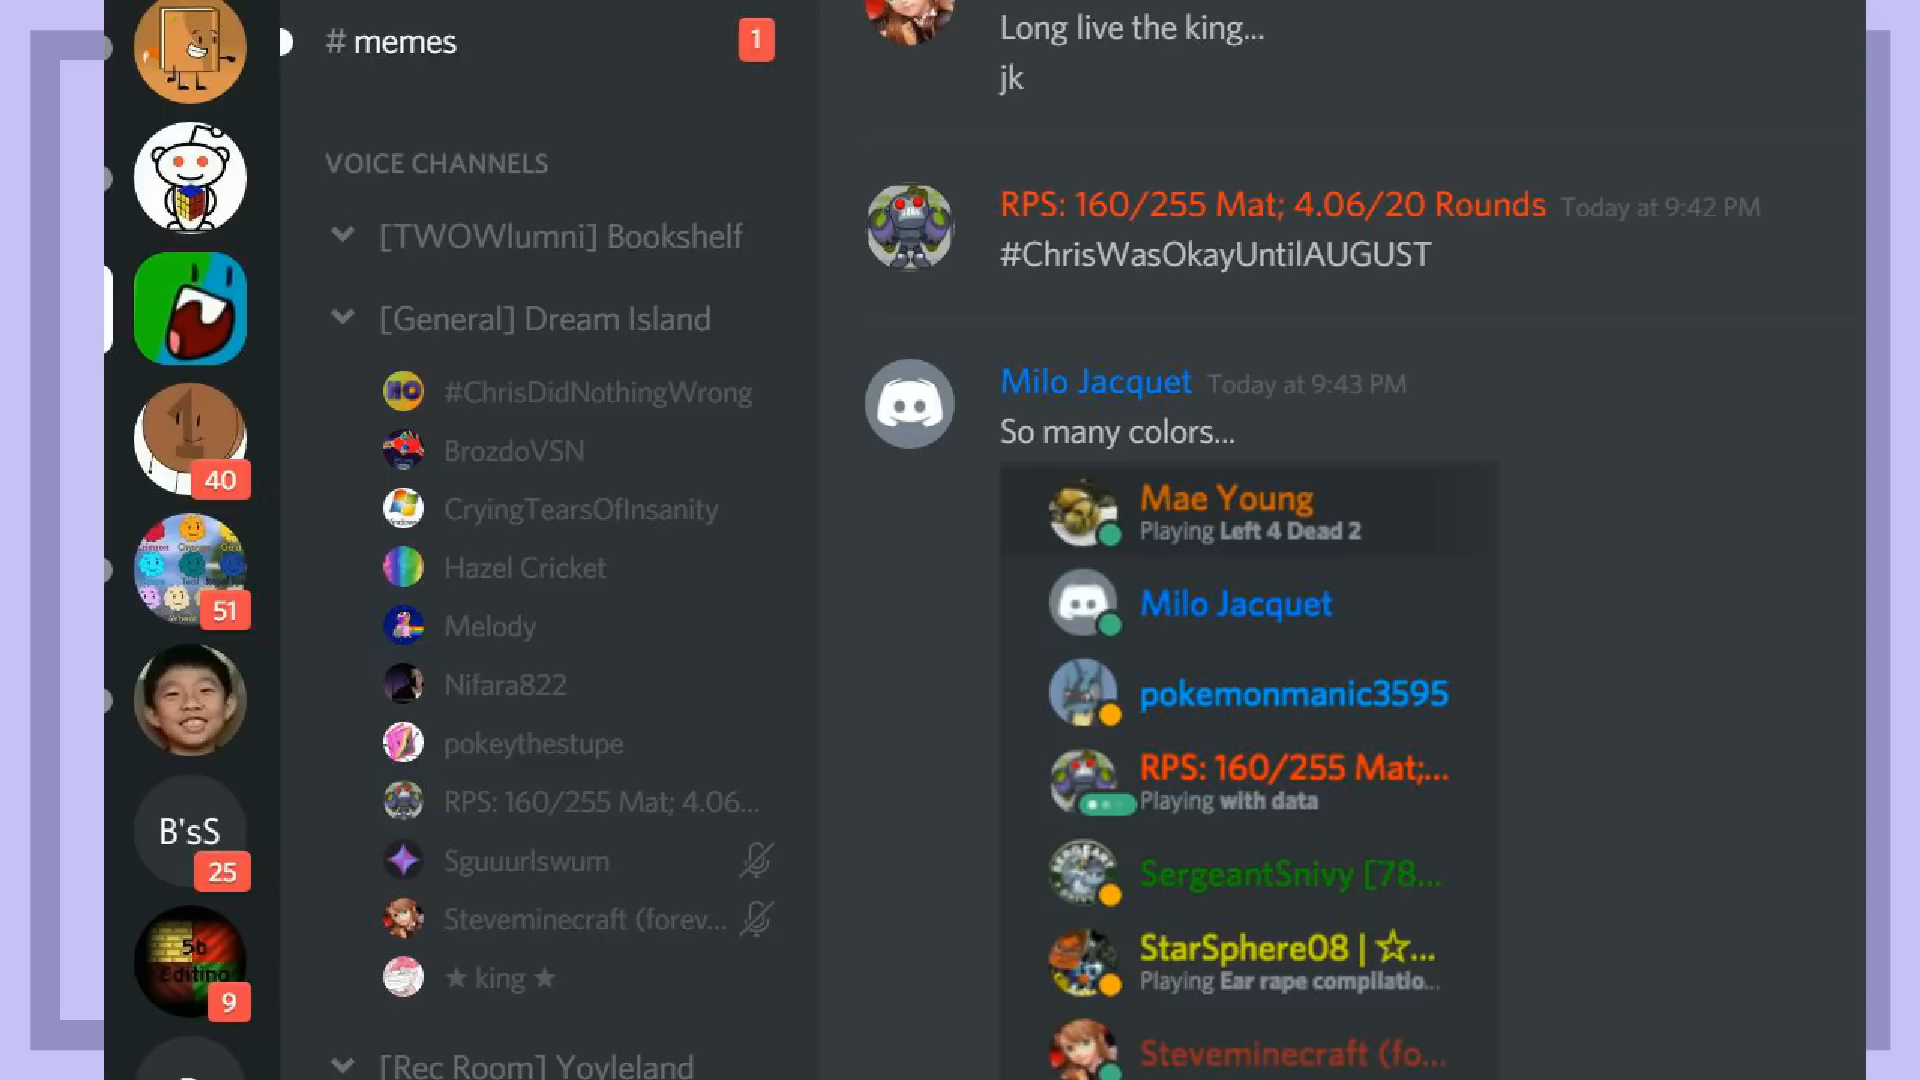 # memes
1
VOICE CHANNELS
[TWOWlumni] Bookshelf
[General] Dream Island
#ChrisDidNothingWrong
BrozdoVSN
CryingTearsOfInsanity
Hazel Cricket
Melody
Nifara822
pokeythestupe
RPS: 160/255 Mat; 4.06...
Sguuurlswum
Steveminecraft (forev...
★ king ★
[Rec Room] Yoyleland
40
51
B'sS
25
5b
Editing
9
Long live the king...
jk
RPS: 160/255 Mat; 4.06/20 Rounds Today at 9:42 PM
#ChrisWasOkayUntilAUGUST
Milo Jacquet Today at 9:43 PM
So many colors...
Mae Young
Playing Left 4 Dead 2
Milo Jacquet
pokemonmanic3595
RPS: 160/255 Mat;...
Playing with data
SergeantSnivy [78...
StarSphere08 | ☆...
Playing Ear rape compilatio...
Steveminecraft (fo...